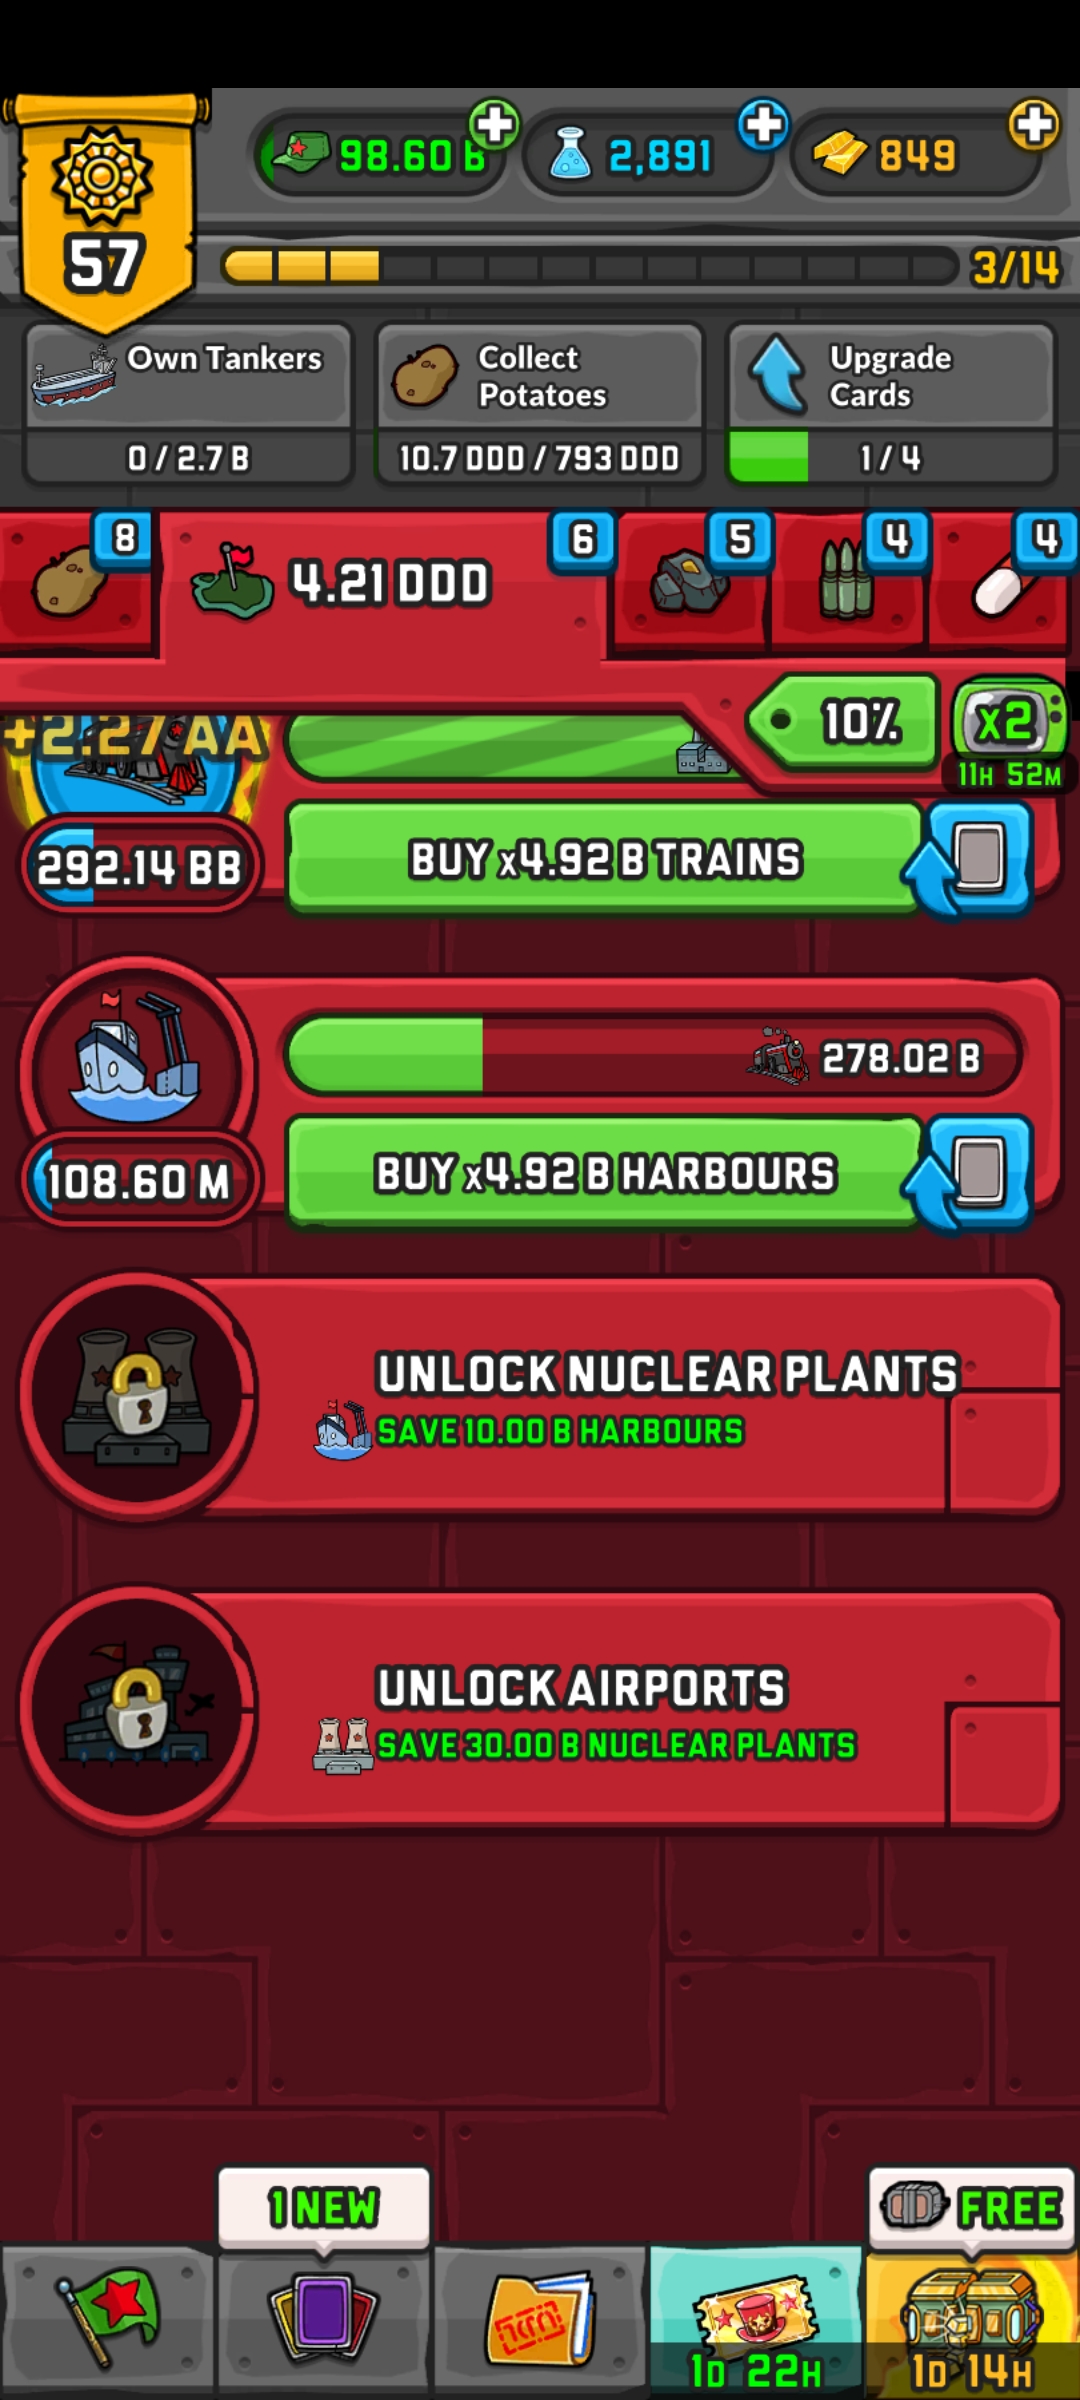 57
98.60 B
2,891
849
3/14
Own Tankers
0 / 2.7 B
Collect
Potatoes
10.7 DDD / 793 DDD
Upgrade
Cards
1 / 4
8
4.21 DDD
6
5
4
4
10%
x2
11H 52M
+2.27 AA
292.14 BB
BUY x4.92 B TRAINS
278.02 B
108.60 M
BUY x4.92 B HARBOURS
UNLOCK NUCLEAR PLANTS
SAVE 10.00 B HARBOURS
UNLOCK AIRPORTS
SAVE 30.00 B NUCLEAR PLANTS
1 NEW
FREE
1D 22H
1D 14H